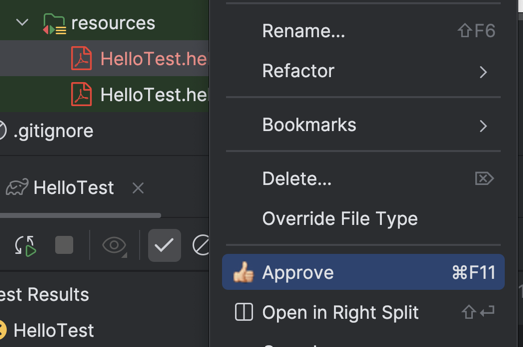 resources
HelloTest.he
HelloTest.hel
.gitignore
HelloTest
est Results
HelloTest
Rename... ⇧F6
Refactor
Bookmarks
Delete... ⌦
Override File Type
Approve ⌘F11
Open in Right Split ⇧⏎